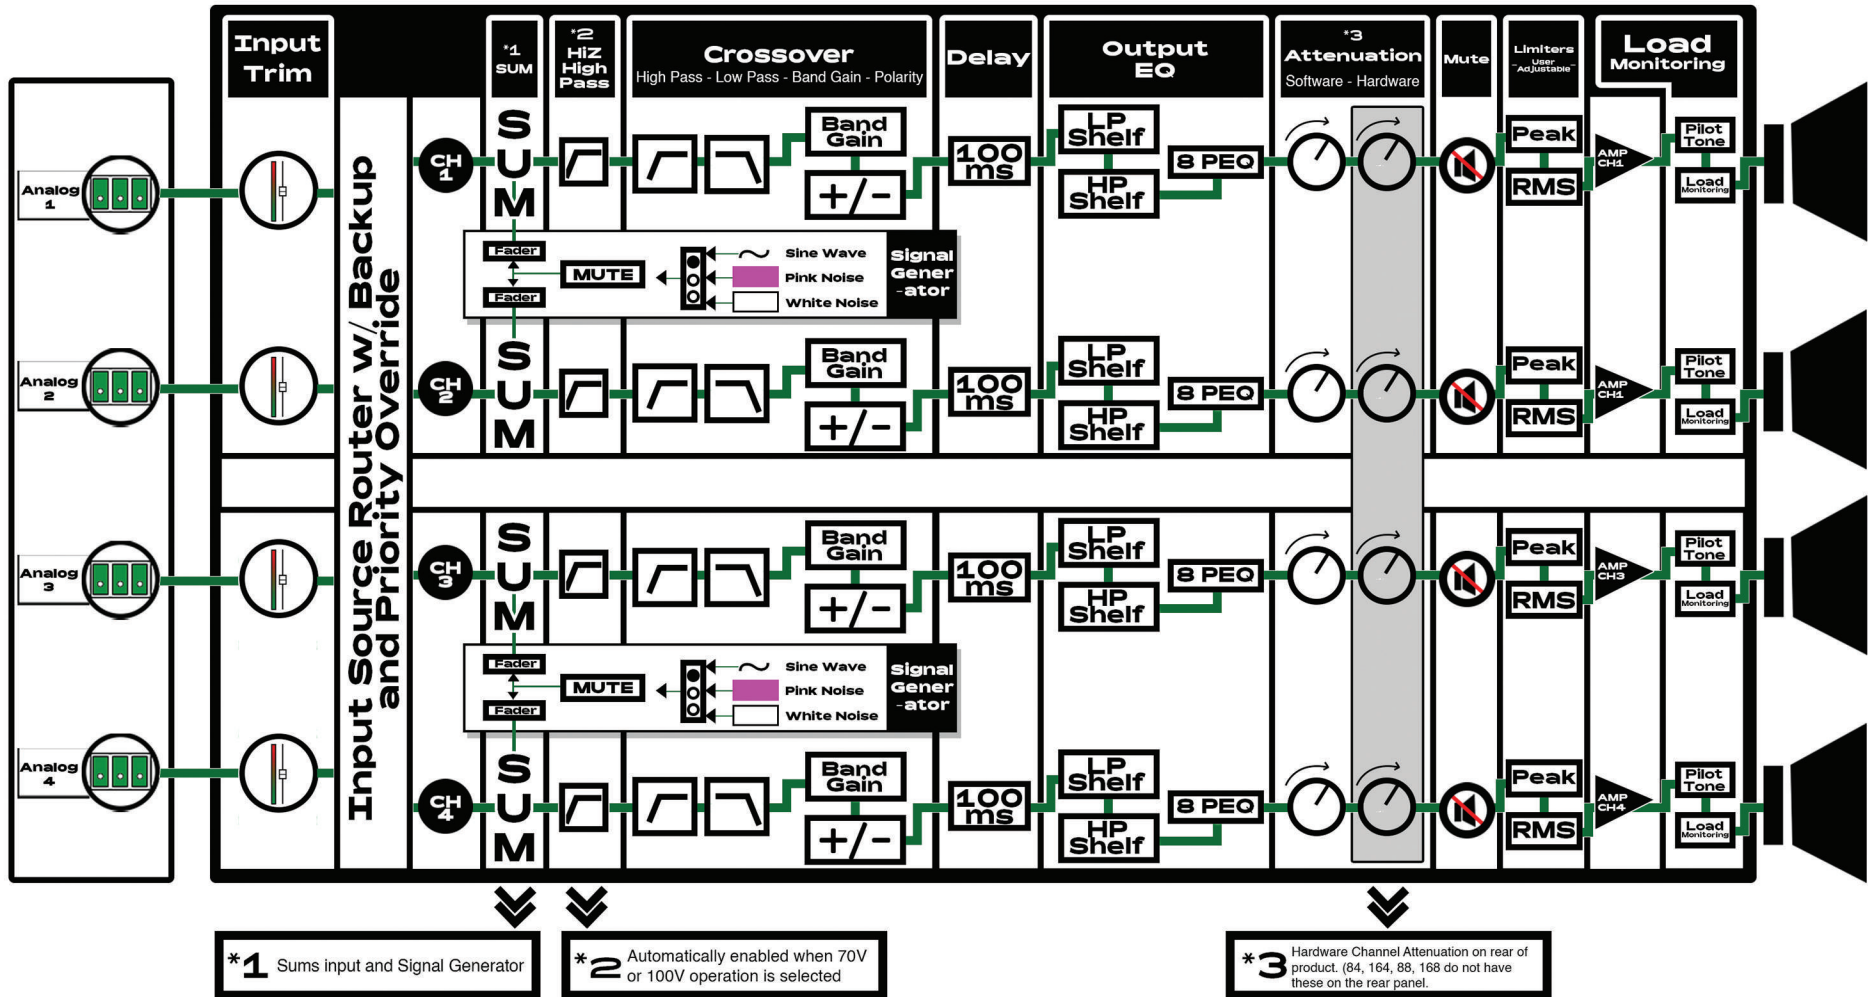 Input
Trim
*1
SUM
*2
HiZ
High
Pass
Crossover
High Pass - Low Pass - Band Gain - Polarity
Delay
Output
EQ
*3
Attenuation
Software - Hardware
Mute
Limiters
User
-Adjustable-
Load
Monitoring
Input Source Router w/ Backup
and Priority Override
Analog
1
CH
1
SUM
Band
Gain
+/-
100
ms
LP
Shelf
HP
Shelf
8 PEQ
Peak
RMS
AMP
CH1
Pilot
Tone
Load
Monitoring
Fader
Fader
MUTE
Sine Wave
Pink Noise
White Noise
Signal
Gener
-ator
Analog
2
CH
2
SUM
Band
Gain
+/-
100
ms
LP
Shelf
HP
Shelf
8 PEQ
Peak
RMS
AMP
CH1
Pilot
Tone
Load
Monitoring
Analog
3
CH
3
SUM
Band
Gain
+/-
100
ms
LP
Shelf
HP
Shelf
8 PEQ
Peak
RMS
AMP
CH3
Pilot
Tone
Load
Monitoring
Fader
Fader
MUTE
Sine Wave
Pink Noise
White Noise
Signal
Gener
-ator
Analog
4
CH
4
SUM
Band
Gain
+/-
100
ms
LP
Shelf
HP
Shelf
8 PEQ
Peak
RMS
AMP
CH4
Pilot
Tone
Load
Monitoring
*1 Sums input and Signal Generator
*2 Automatically enabled when 70V
or 100V operation is selected
*3 Hardware Channel Attenuation on rear of
product. (84, 164, 88, 168 do not have
these on the rear panel.